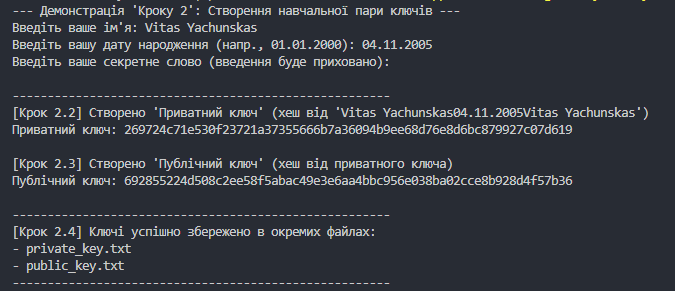 --- Демонстрація 'Кроку 2': Створення навчальної пари ключів ---
Введіть ваше ім'я: Vitas Yachunskas
Введіть вашу дату народження (напр., 01.01.2000): 04.11.2005
Введіть ваше секретне слово (введення буде приховано):
------------------------------------------------------
[Крок 2.2] Створено 'Приватний ключ' (хеш від 'Vitas Yachunskas04.11.2005Vitas Yachunskas')
Приватний ключ: 269724c71e530f23721a37355666b7a36094b9ee68d76e8d6bc879927c07d619
[Крок 2.3] Створено 'Публічний ключ' (хеш від приватного ключа)
Публічний ключ: 692855224d508c2ee58f5abac49e3e6aa4bbc956e038ba02cce8b928d4f57b36
------------------------------------------------------
[Крок 2.4] Ключі успішно збережено в окремих файлах:
- private_key.txt
- public_key.txt
------------------------------------------------------